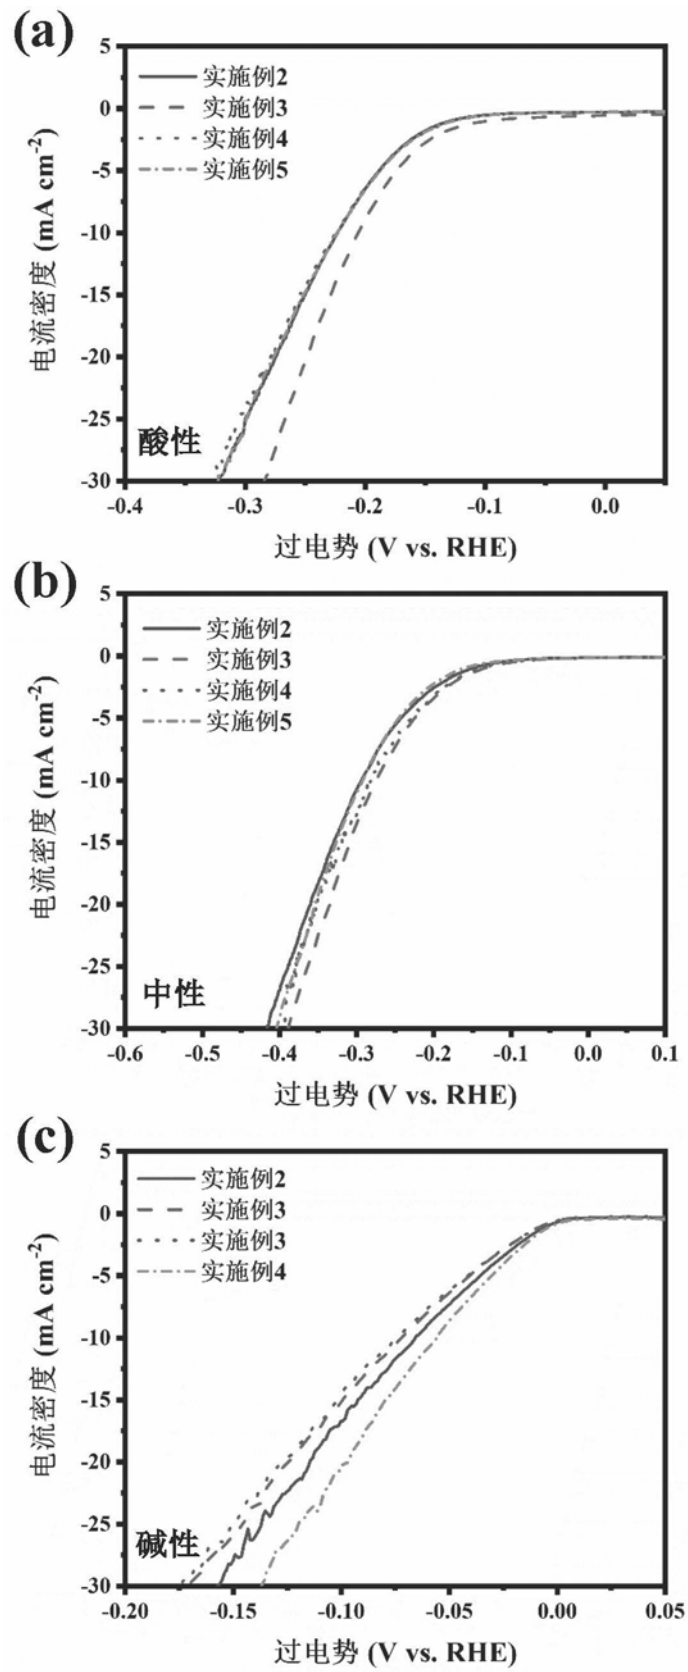 (a)
5
0
-5
-10
-15
-20
-25
-30
电流密度 (mA cm-2)
实施例2
实施例3
实施例4
实施例5
酸性
-0.4 -0.3 -0.2 -0.1 0.0
过电势 (V vs. RHE)
(b)
5
0
-5
-10
-15
-20
-25
-30
电流密度 (mA cm-2)
实施例2
实施例3
实施例4
实施例5
中性
-0.6 -0.5 -0.4 -0.3 -0.2 -0.1 0.0 0.1
过电势 (V vs. RHE)
(c)
5
0
-5
-10
-15
-20
-25
-30
电流密度 (mA cm-2)
实施例2
实施例3
实施例3
实施例4
碱性
-0.20 -0.15 -0.10 -0.05 0.00 0.05
过电势 (V vs. RHE)